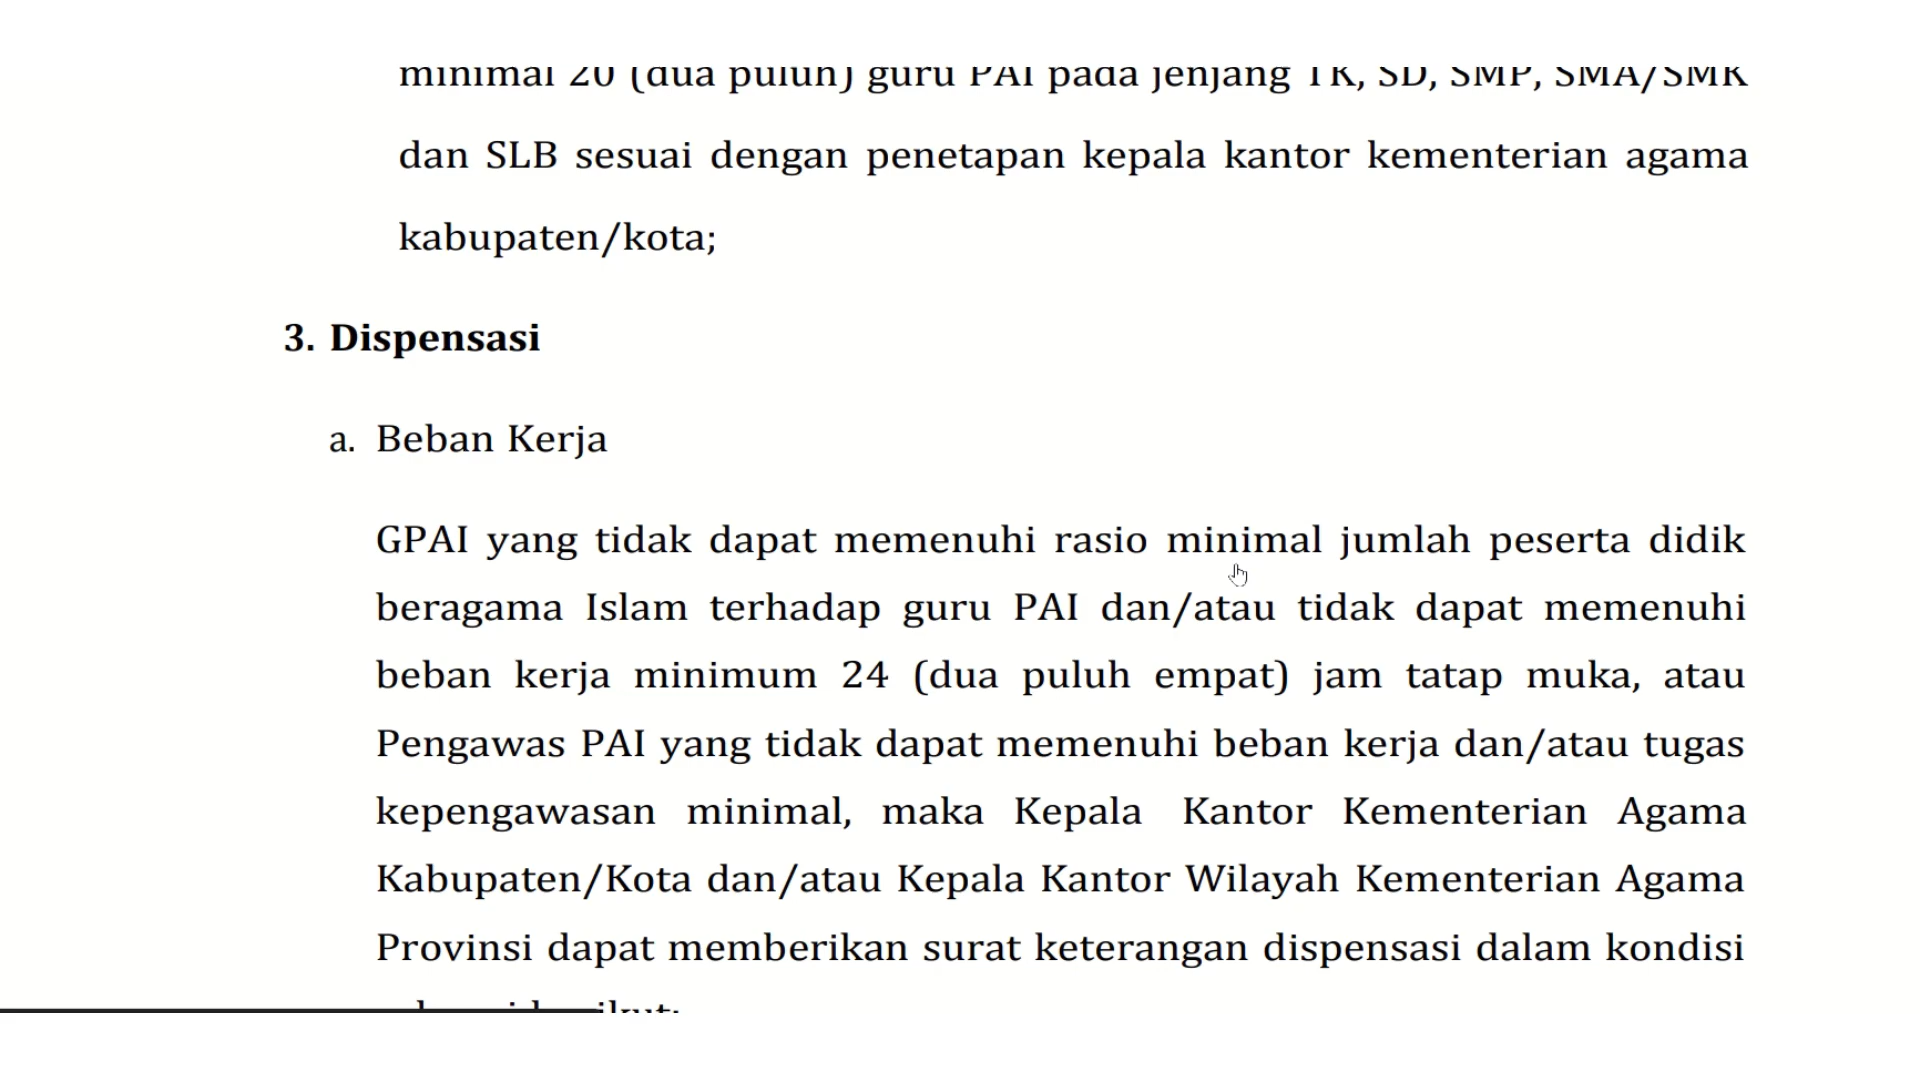 minimal 20 (dua puluh) guru PAI pada jenjang TK, SD, SMP, SMA/SMK
dan SLB sesuai dengan penetapan kepala kantor kementerian agama
kabupaten/kota;
3. Dispensasi
a. Beban Kerja
GPAI yang tidak dapat memenuhi rasio minimal jumlah peserta didik
beragama Islam terhadap guru PAI dan/atau tidak dapat memenuhi
beban kerja minimum 24 (dua puluh empat) jam tatap muka, atau
Pengawas PAI yang tidak dapat memenuhi beban kerja dan/atau tugas
kepengawasan minimal, maka Kepala Kantor Kementerian Agama
Kabupaten/Kota dan/atau Kepala Kantor Wilayah Kementerian Agama
Provinsi dapat memberikan surat keterangan dispensasi dalam kondisi